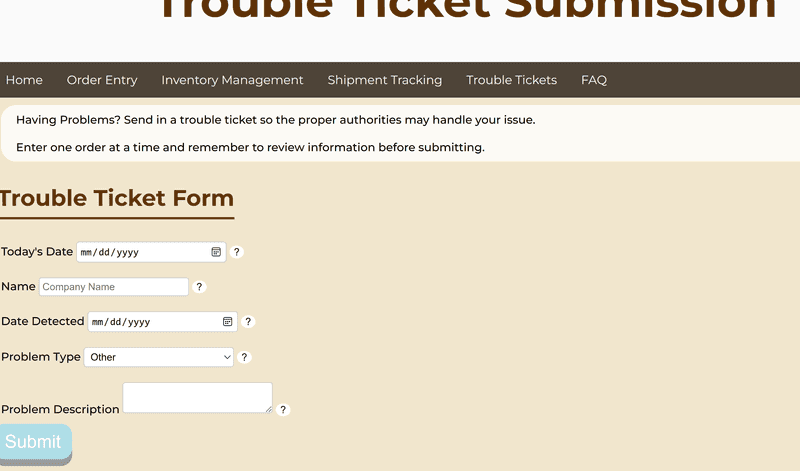 Trouble Ticket Submission
Home Order Entry Inventory Management Shipment Tracking Trouble Tickets FAQ
Having Problems? Send in a trouble ticket so the proper authorities may handle your issue.
Enter one order at a time and remember to review information before submitting.
Trouble Ticket Form
Today's Date mm/dd/yyyy ?
Name Company Name ?
Date Detected mm/dd/yyyy ?
Problem Type Other ?
Problem Description ?
Submit